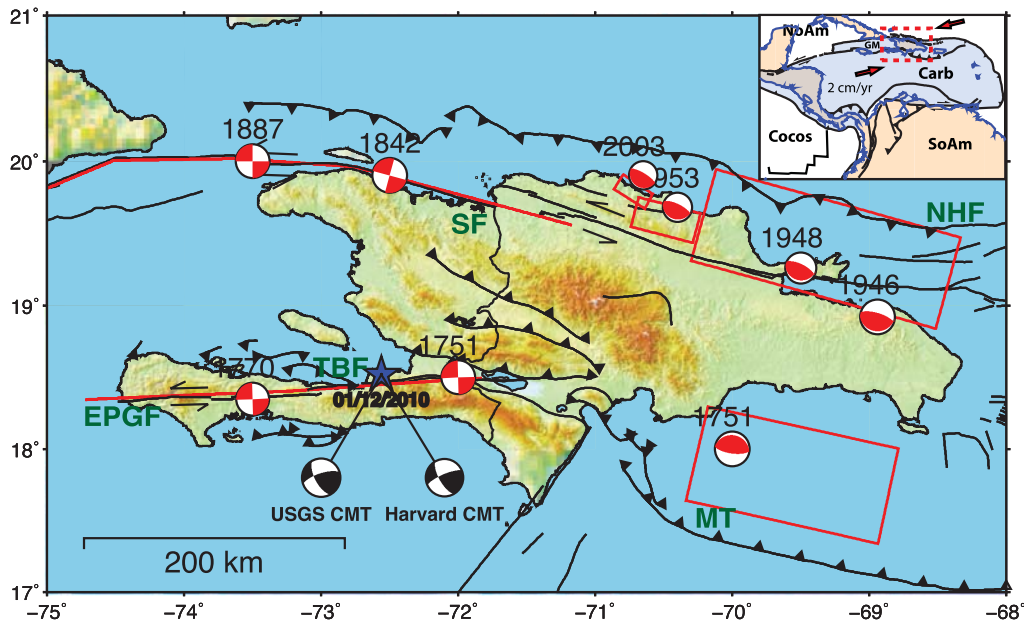 21°
NoAm
GM
Carb
2 cm/yr
Cocos
SoAm
1887
1842
2003
953
20°
SF
NHF
1948
1946
19°
1751
TBF
1770
01/12/2010
EPGF
1751
18°
USGS CMT
Harvard CMT
MT
200 km
17°
−75°
−74°
−73°
−72°
−71°
−70°
−69°
−68°